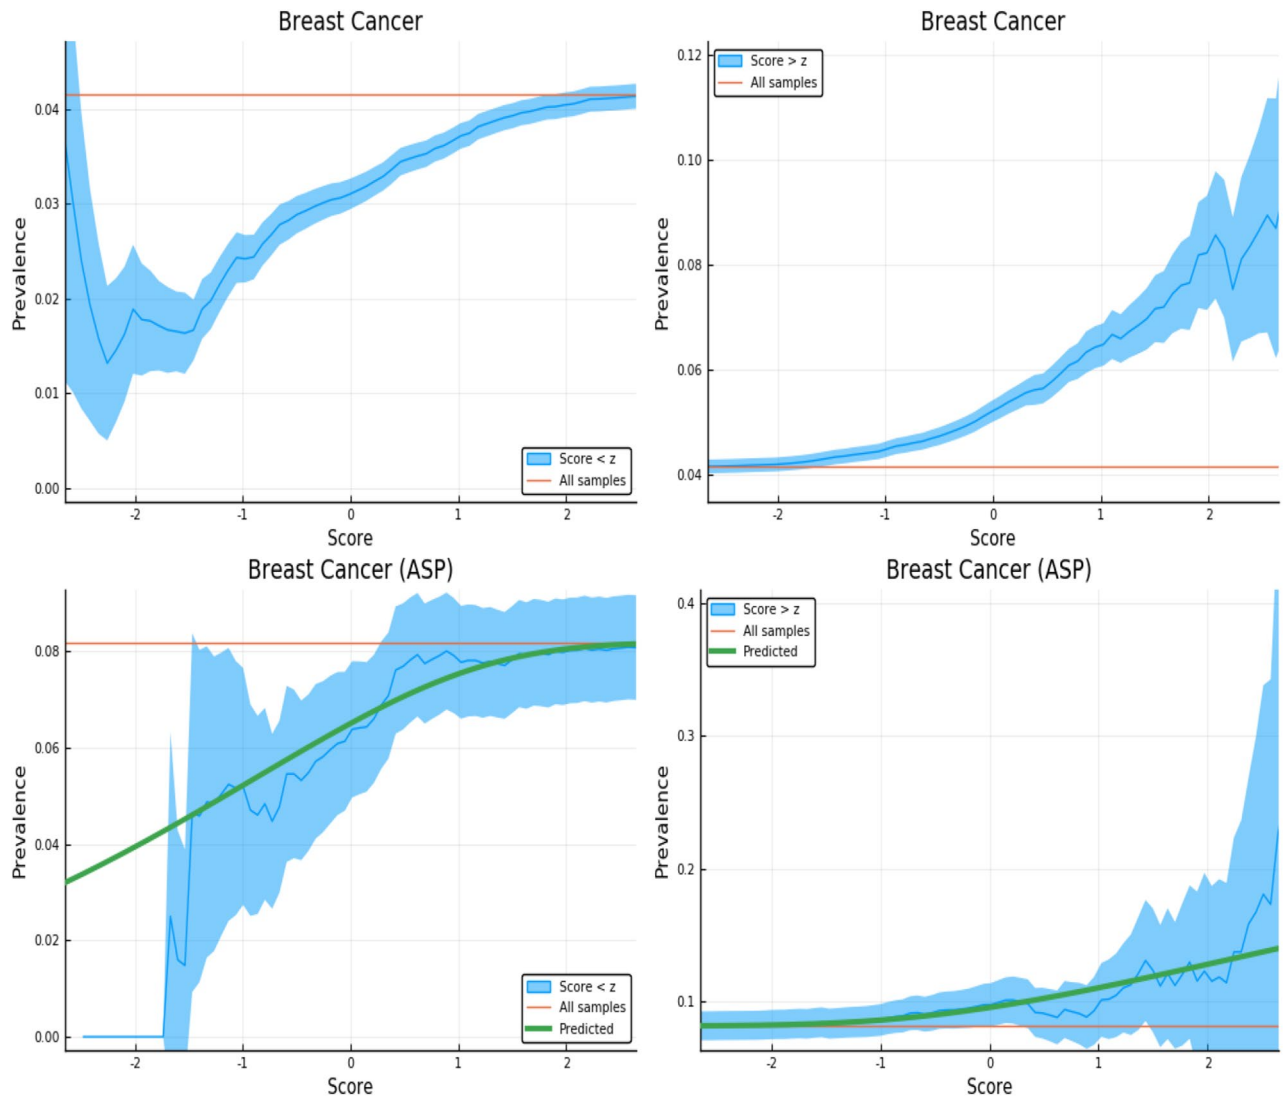 Breast Cancer
Prevalence
0.04
0.03
0.02
0.01
0.00
Score < z
All samples
-2 -1 0 1 2
Score
Breast Cancer
Prevalence
0.12
0.10
0.08
0.06
0.04
Score > z
All samples
-2 -1 0 1 2
Score
Breast Cancer (ASP)
Prevalence
0.08
0.06
0.04
0.02
0.00
Score < z
All samples
Predicted
-2 -1 0 1 2
Score
Breast Cancer (ASP)
Prevalence
0.4
0.3
0.2
0.1
Score > z
All samples
Predicted
-2 -1 0 1 2
Score